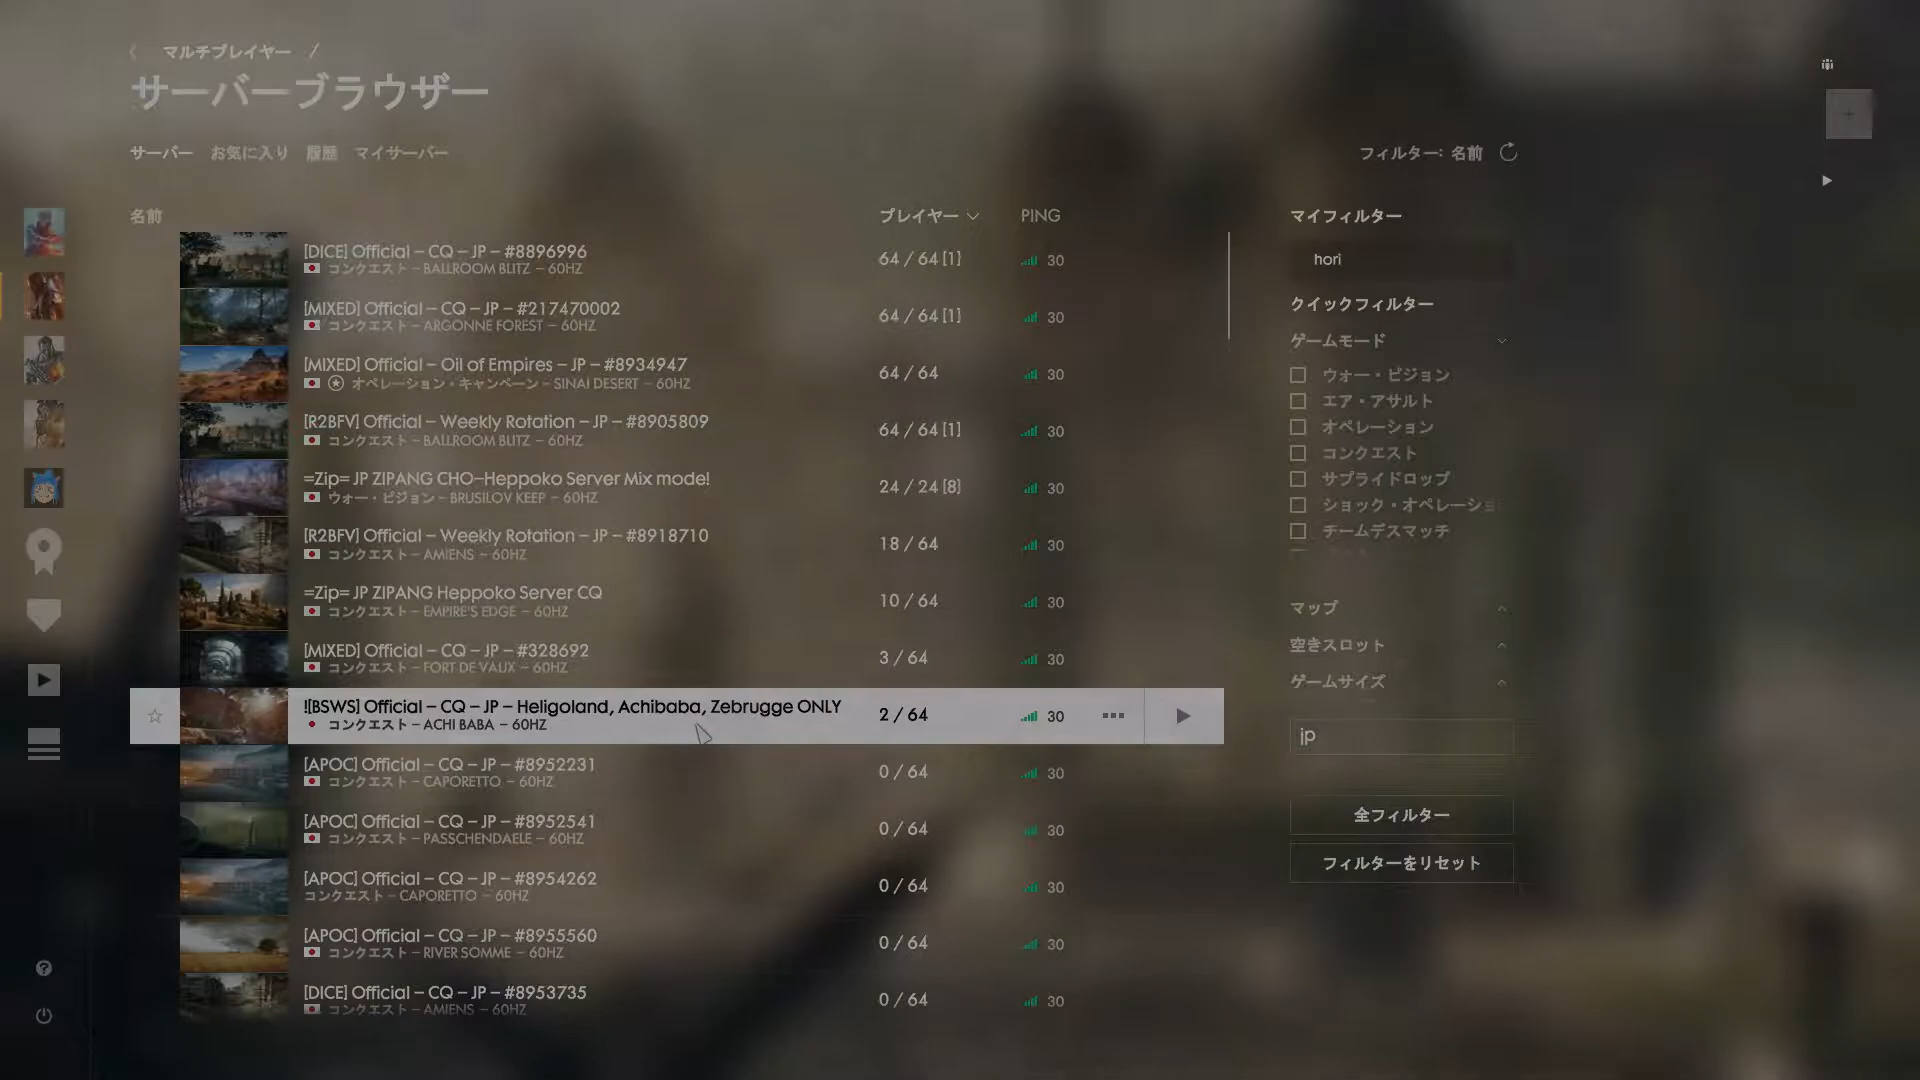 マルチプレイヤー /
サーバーブラウザー
サーバー お気に入り 履歴 マイサーバー
フィルター: 名前
名前 プレイヤー PING
[DICE] Official – CQ – JP – #8896996
コンクエスト – BALLROOM BLITZ – 60HZ
64 / 64 [1] 30
[MIXED] Official – CQ – JP – #217470002
コンクエスト – ARGONNE FOREST – 60HZ
64 / 64 [1] 30
[MIXED] Official – Oil of Empires – JP – #8934947
オペレーション・キャンペーン – SINAI DESERT – 60HZ
64 / 64 30
[R2BFV] Official – Weekly Rotation – JP – #8905809
コンクエスト – BALLROOM BLITZ – 60HZ
64 / 64 [1] 30
=Zip= JP ZIPANG CHO-Heppoko Server Mix mode!
ウォー・ピジョン – BRUSILOV KEEP – 60HZ
24 / 24 [8] 30
[R2BFV] Official – Weekly Rotation – JP – #8918710
コンクエスト – AMIENS – 60HZ
18 / 64 30
=Zip= JP ZIPANG Heppoko Server CQ
コンクエスト – EMPIRE'S EDGE – 60HZ
10 / 64 30
[MIXED] Official – CQ – JP – #328692
コンクエスト – FORT DE VAUX – 60HZ
3 / 64 30
![BSWS] Official – CQ – JP – Heligoland, Achibaba, Zebrugge ONLY
コンクエスト – ACHI BABA – 60HZ
2 / 64 30
[APOC] Official – CQ – JP – #8952231
コンクエスト – CAPORETTO – 60HZ
0 / 64 30
[APOC] Official – CQ – JP – #8952541
コンクエスト – PASSCHENDAELE – 60HZ
0 / 64 30
[APOC] Official – CQ – JP – #8954262
コンクエスト – CAPORETTO – 60HZ
0 / 64 30
[APOC] Official – CQ – JP – #8955560
コンクエスト – RIVER SOMME – 60HZ
0 / 64 30
[DICE] Official – CQ – JP – #8953735
コンクエスト – AMIENS – 60HZ
0 / 64 30
マイフィルター
hori
クイックフィルター
ゲームモード
ウォー・ピジョン
エア・アサルト
オペレーション
コンクエスト
サプライドロップ
ショック・オペレーショ
チームデスマッチ
マップ
空きスロット
ゲームサイズ
jp
全フィルター
フィルターをリセット